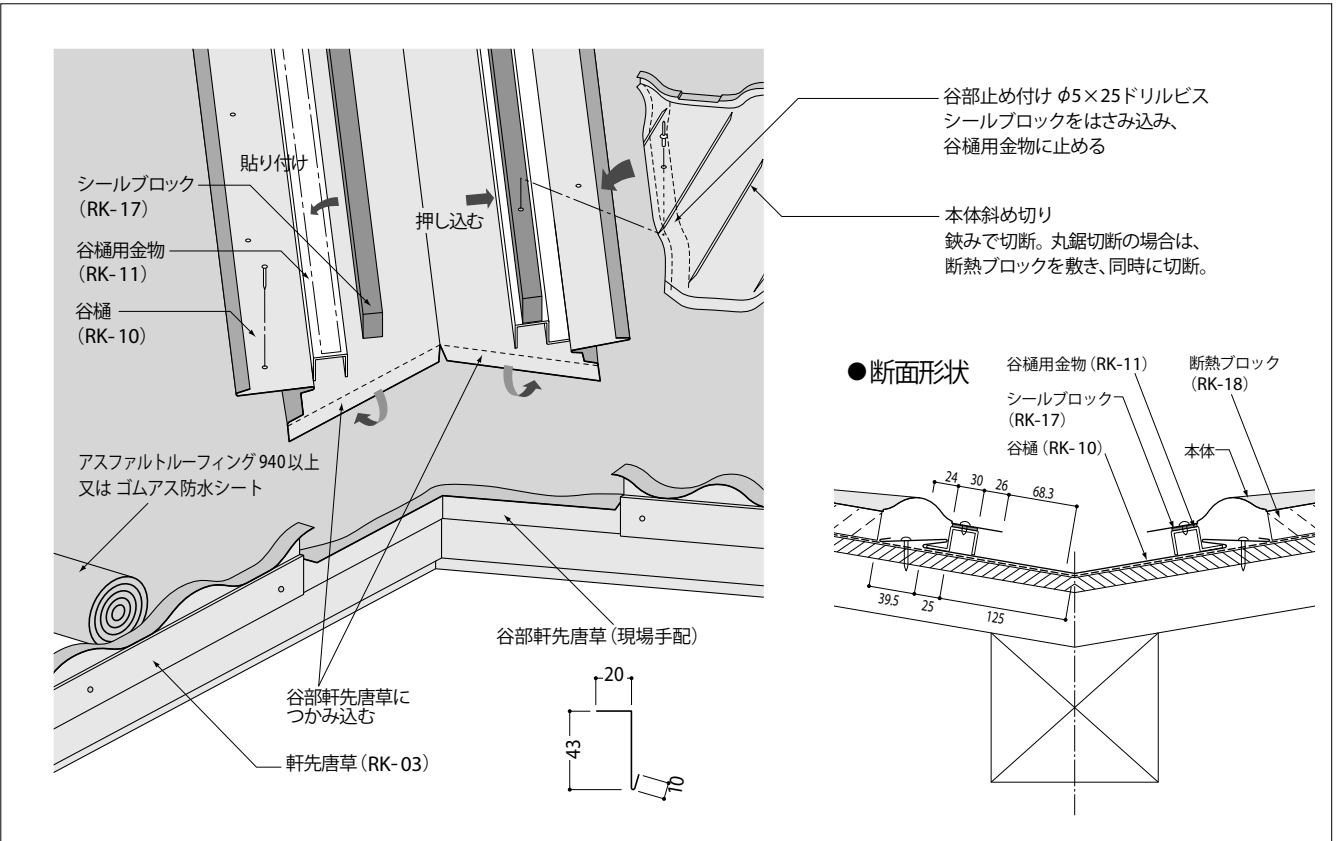 谷部止め付け φ5×25ドリルビス
シールブロックをはさみ込み、
谷樋用金物に止める
貼り付け
シールブロック
（RK-17）
押し込む
本体斜め切り
鋏みで切断。丸鋸切断の場合は、
断熱ブロックを敷き、同時に切断。
谷樋用金物
（RK-11）
谷樋
（RK-10）
●断面形状
谷樋用金物（RK-11）
断熱ブロック
（RK-18）
シールブロック
（RK-17）
谷樋（RK-10）
本体
24 30 26 68.3
39.5 25 125
アスファルトルーフィング940以上
又は ゴムアス防水シート
谷部軒先唐草（現場手配）
谷部軒先唐草に
つかみ込む
軒先唐草（RK-03）
20
43
10